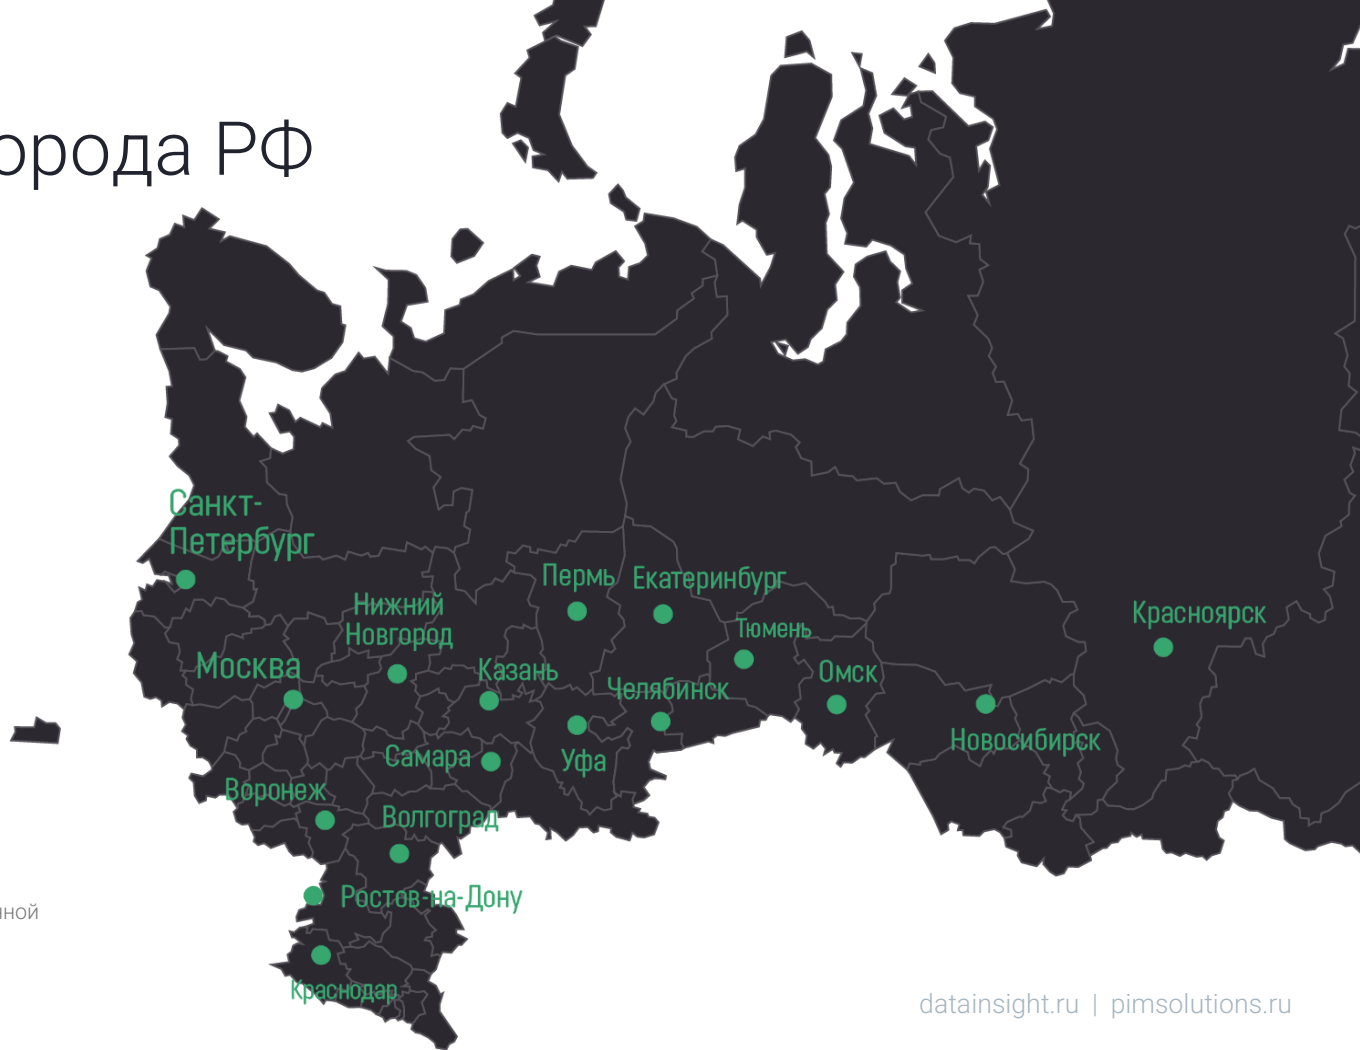 орода РФ
Санкт-
Петербург
Пермь
Екатеринбург
Нижний
Новгород
Красноярск
Тюмень
Москва
Казань
Омск
Челябинск
Новосибирск
Самара
Уфа
Воронеж
Волгоград
Ростов-на-Дону
нной
Краснодар
datainsight.ru | pimsolutions.ru